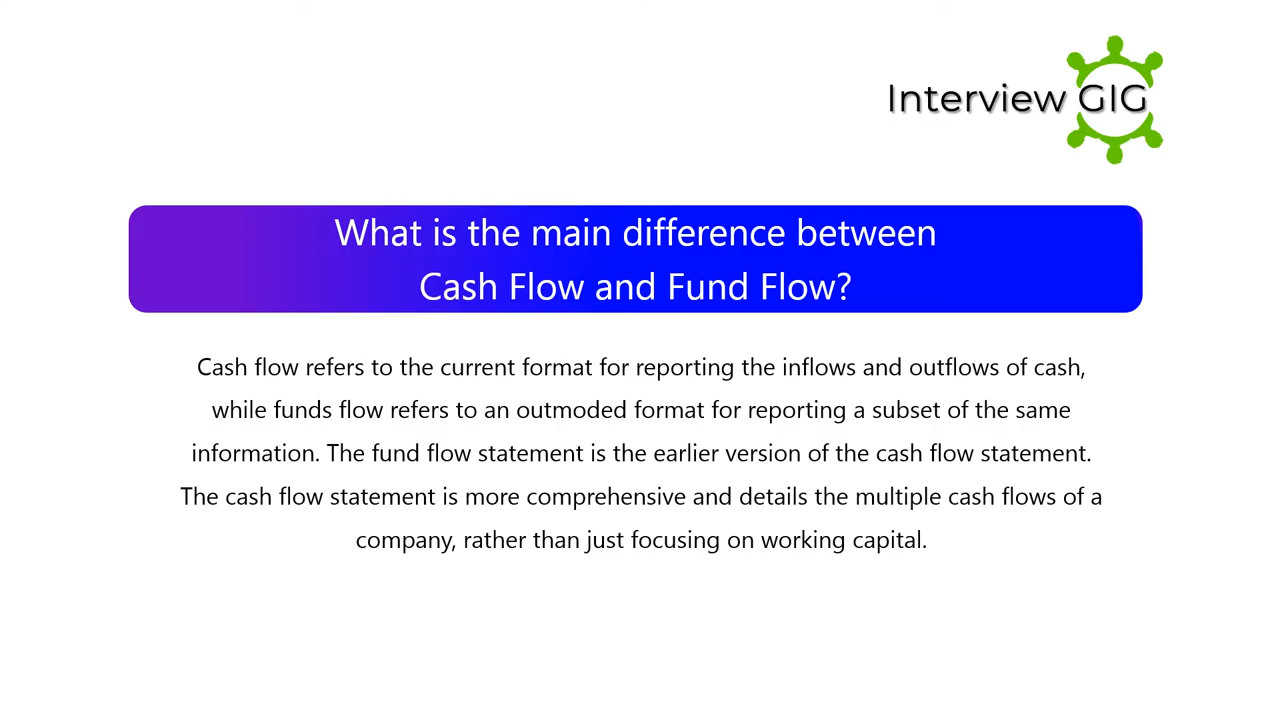 Interview GIG
What is the main difference between
Cash Flow and Fund Flow?
Cash flow refers to the current format for reporting the inflows and outflows of cash,
while funds flow refers to an outmoded format for reporting a subset of the same
information. The fund flow statement is the earlier version of the cash flow statement.
The cash flow statement is more comprehensive and details the multiple cash flows of a
company, rather than just focusing on working capital.